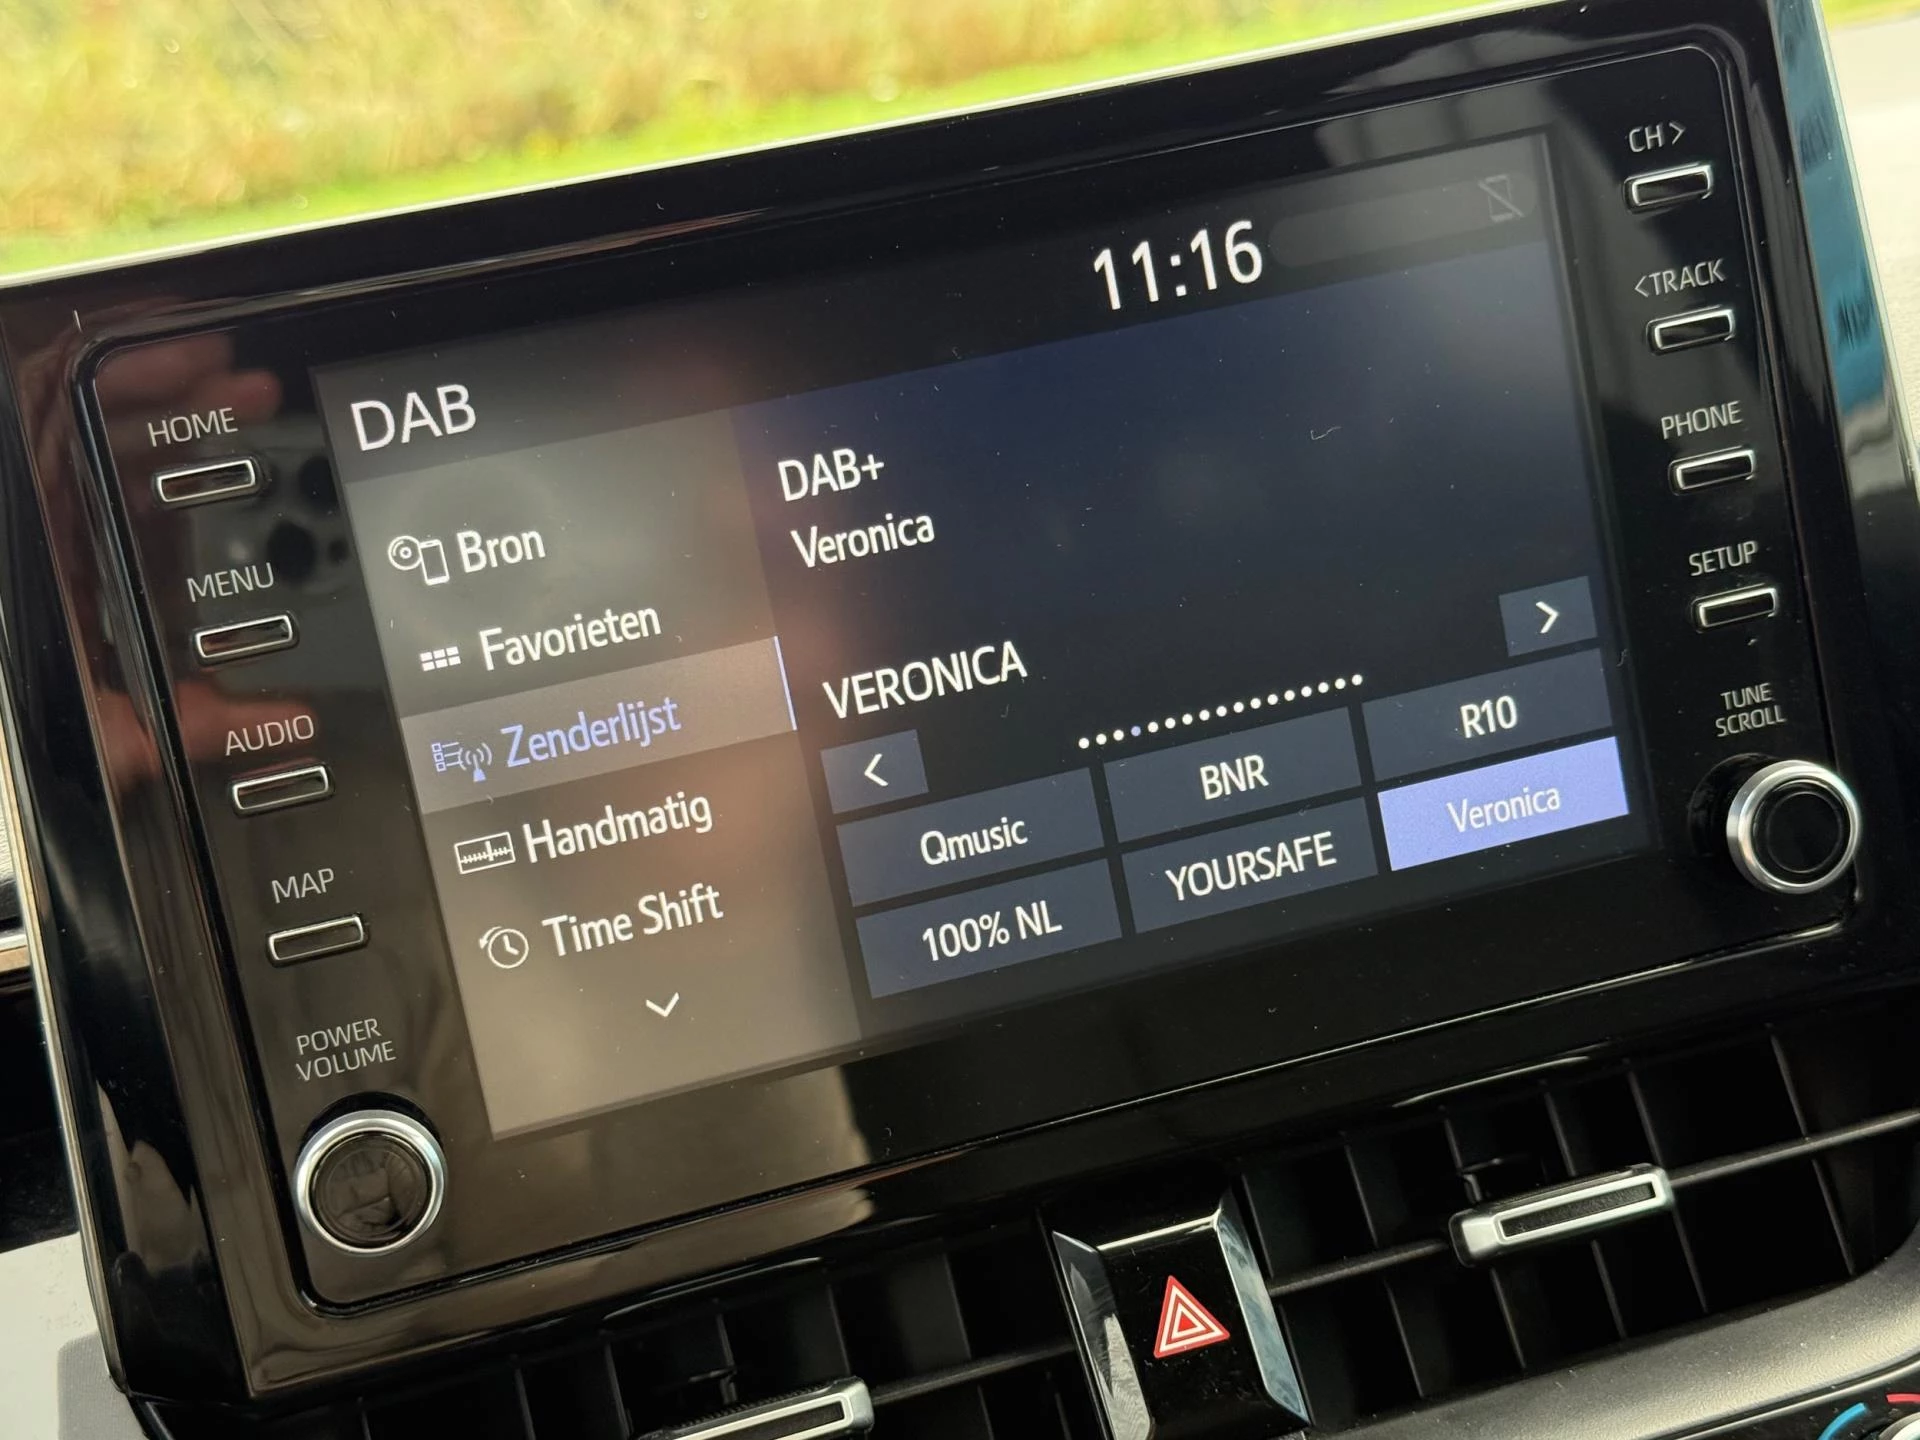 11:16
DAB
Bron
Favorieten
Zenderlijst
Handmatig
Time Shift
DAB+
Veronica
VERONICA
Qmusic
BNR
R10
100% NL
YOURSAFE
Veronica
HOME
MENU
AUDIO
MAP
POWER
VOLUME
CH >
< TRACK
PHONE
SETUP
TUNE
SCROLL